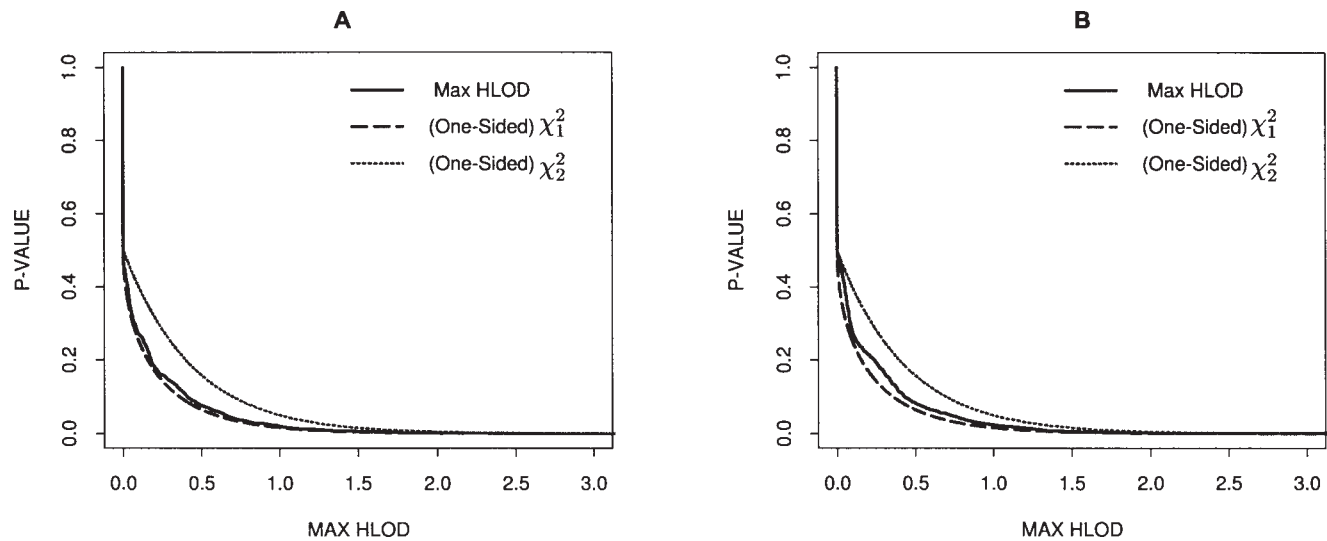 A
1.0
0.8
0.6
0.4
0.2
0.0
P-VALUE
Max HLOD
(One-Sided) χ₁²
(One-Sided) χ₂²
0.0 0.5 1.0 1.5 2.0 2.5 3.0
MAX HLOD
B
1.0
0.8
0.6
0.4
0.2
0.0
P-VALUE
Max HLOD
(One-Sided) χ₁²
(One-Sided) χ₂²
0.0 0.5 1.0 1.5 2.0 2.5 3.0
MAX HLOD